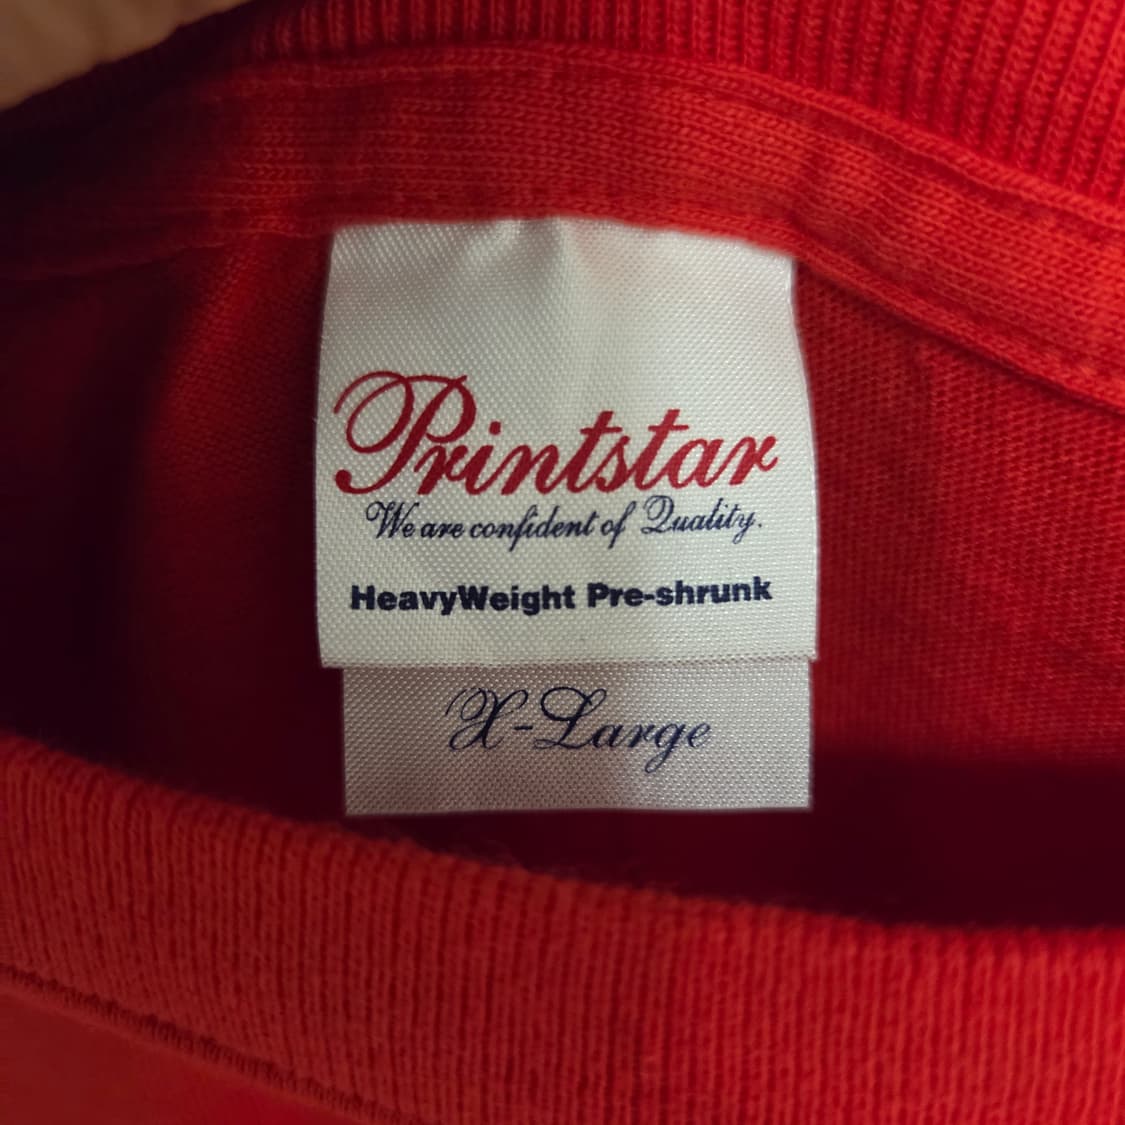 Printstar
We are confident of Quality.
HeavyWeight Pre-shrunk
X-Large